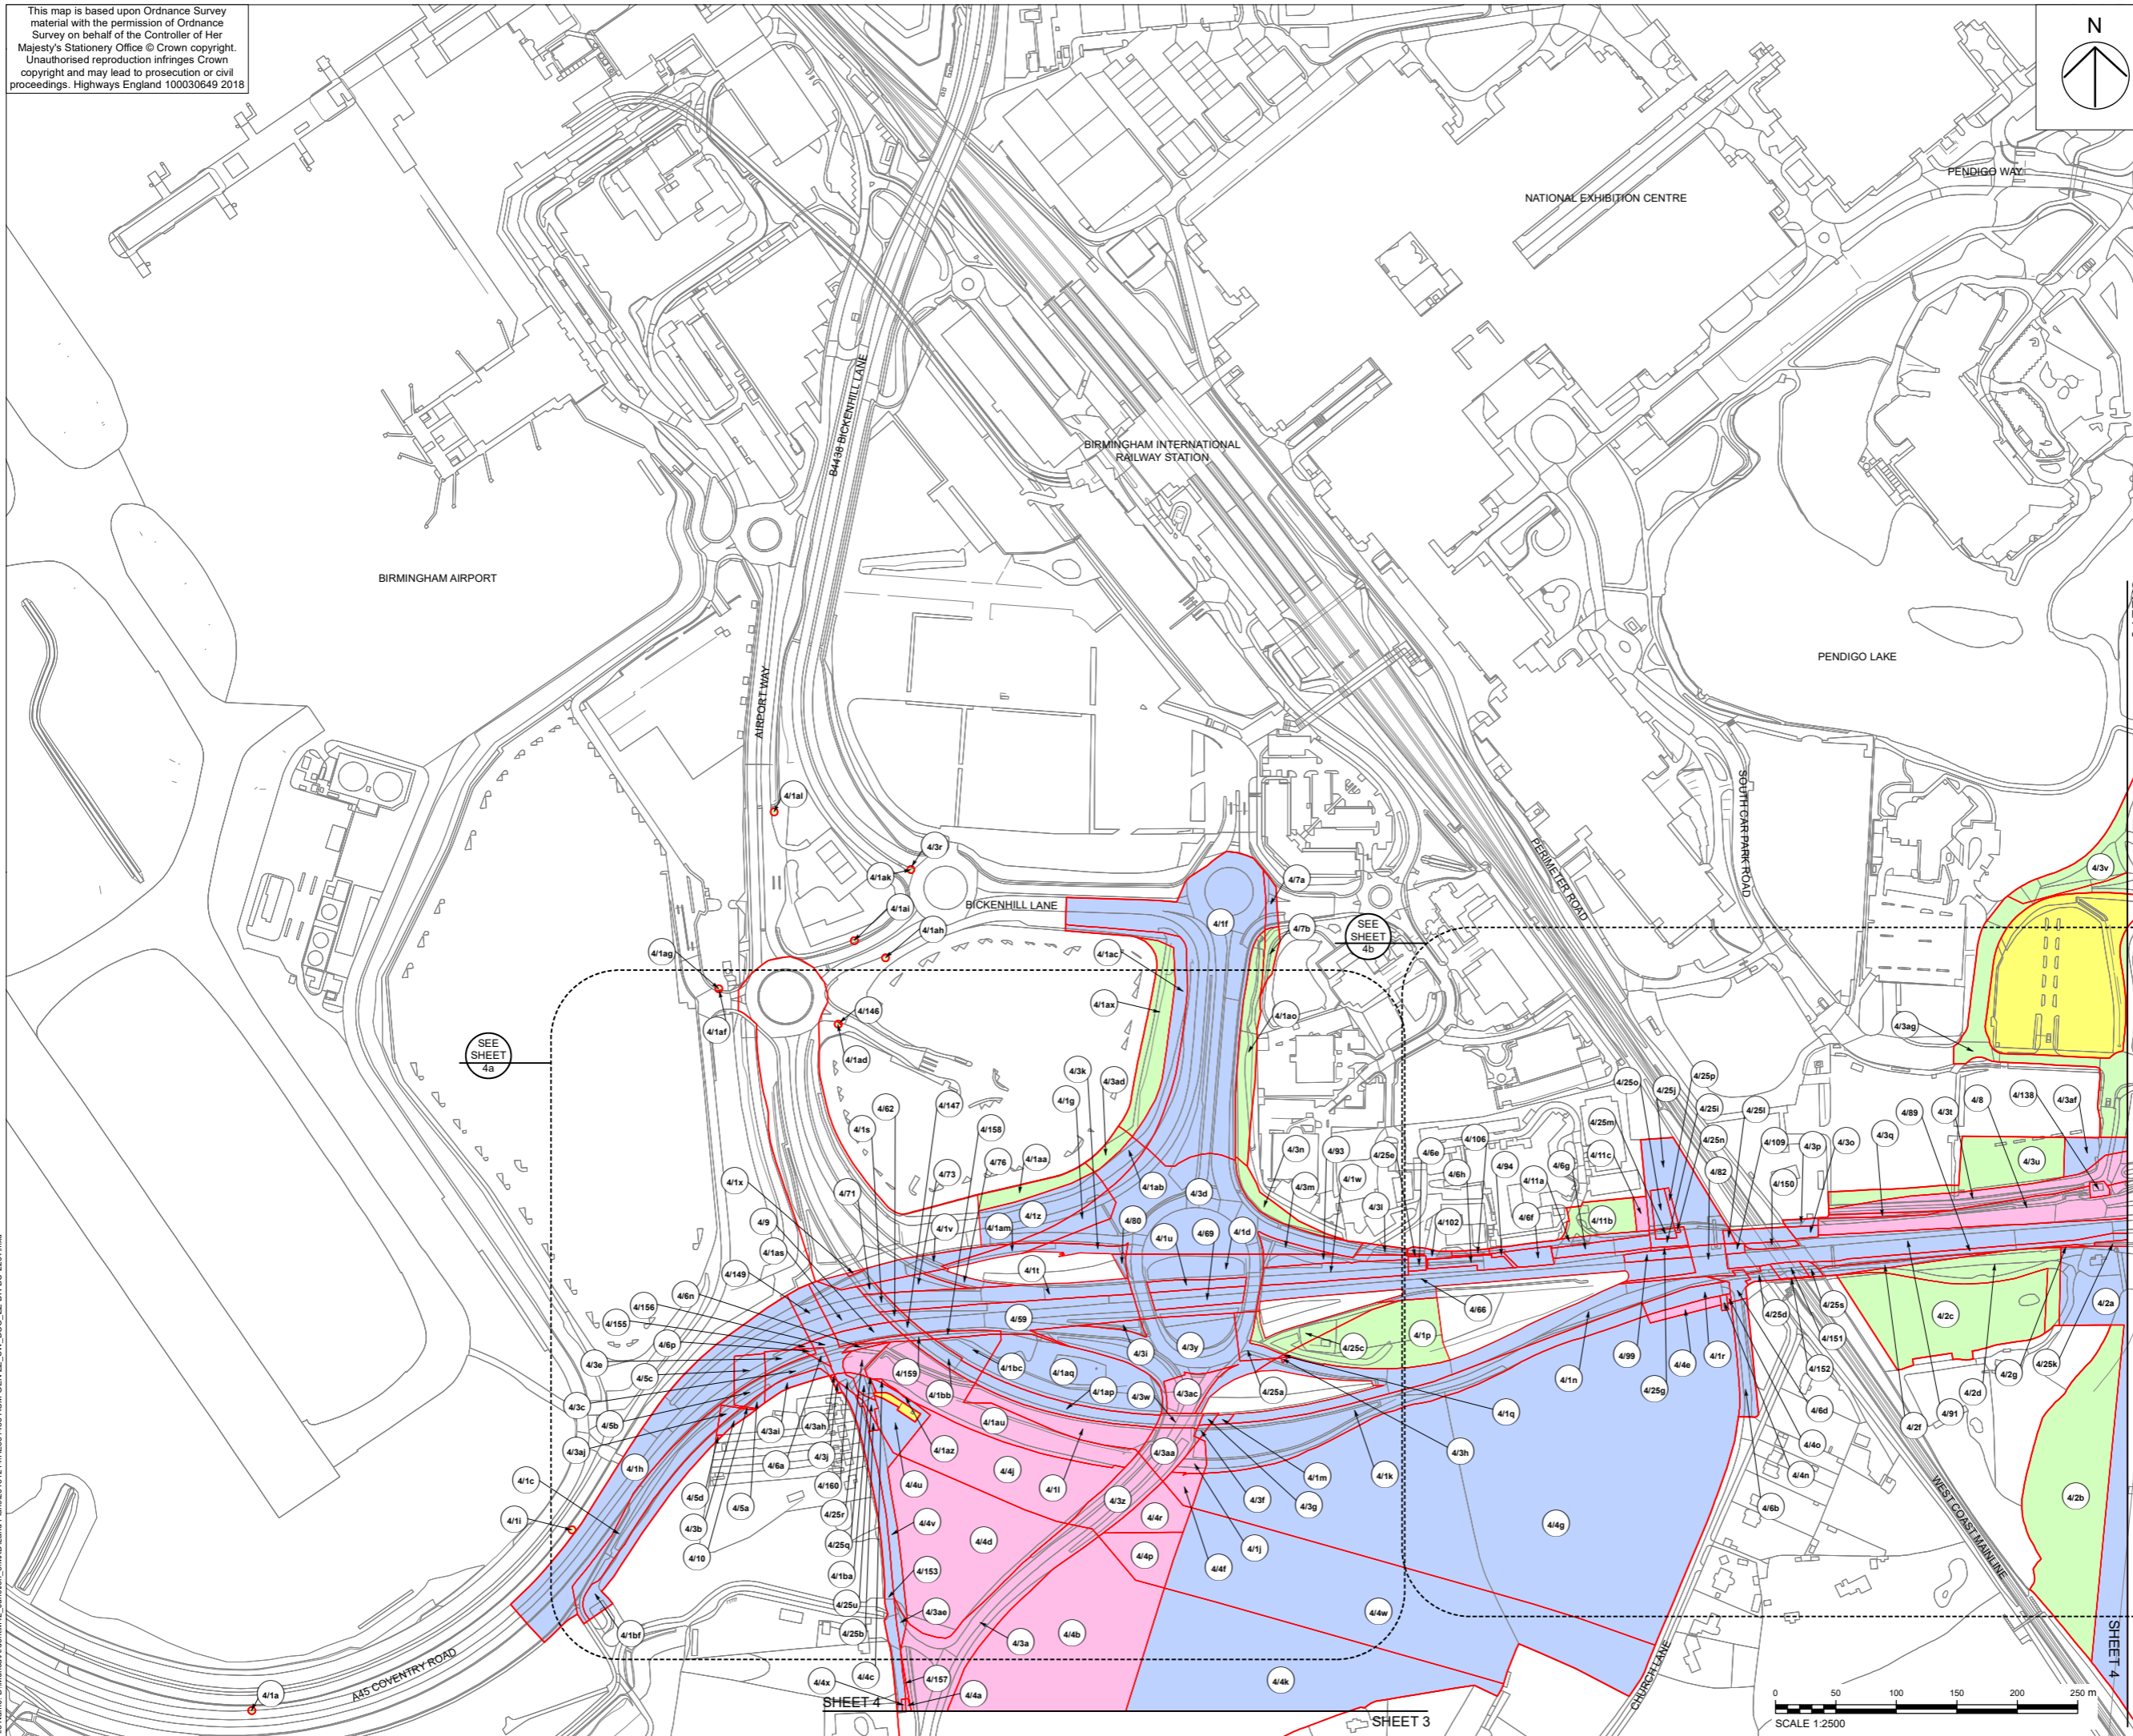 This map is based upon Ordnance Survey
material with the permission of Ordnance
Survey on behalf of the Controller of Her
Majesty's Stationery Office © Crown copyright.
Unauthorised reproduction infringes Crown
copyright and may lead to prosecution or civil
proceedings. Highways England 100030649 2018
N
PENDIGO WAY
NATIONAL EXHIBITION CENTRE
B4438 BICKENHILL LANE
BIRMINGHAM INTERNATIONAL
RAILWAY STATION
BIRMINGHAM AIRPORT
PENDIGO LAKE
AIRPORT WAY
SOUTH CAR PARK ROAD
PERIMETER ROAD
4/1al
4/3r
4/1ak
4/7a
4/3v
BICKENHILL LANE
4/1ai
4/1ah
4/1f
4/7b
SEE
SHEET
4b
4/1ag
4/1ac
4/1ax
4/146
4/1ao
4/3ag
4/1af
4/1ad
SEE
SHEET
4a
4/3k
4/3ad
4/1g
4/25o
4/25j
4/25p
4/62
4/147
4/158
4/1s
4/25i
4/25l
4/25m
4/25n
4/89
4/3t
4/8
4/138
4/3af
4/73
4/76
4/1aa
4/3n
4/93
4/1w
4/25e
4/6e
4/106
4/6h
4/94
4/6g
4/11c
4/82
4/109
4/3p
4/3o
4/3q
4/1x
4/71
4/1ab
4/3m
4/11a
4/150
4/3u
4/9
4/1v
4/1am
4/1z
4/80
4/3d
4/3l
4/102
4/6f
4/11b
4/1as
4/1u
4/69
4/1d
4/149
4/1t
4/66
4/6n
4/156
4/155
4/59
4/6p
4/3i
4/3y
4/25c
4/1p
4/25d
4/25s
4/151
4/2c
4/2a
4/3e
4/5c
4/159
4/1bb
4/1bc
4/1aq
4/1ap
4/3w
4/3ac
4/25a
4/1n
4/99
4/25g
4/4e
4/1r
4/152
4/6d
4/2g
4/25k
4/2d
4/91
4/2f
4/3c
4/5b
4/3aj
4/3ai
4/3ah
4/6a
4/3j
4/160
4/1au
4/1az
4/3aa
4/1q
4/3h
4/4o
4/4n
4/6b
4/1h
4/1c
4/5d
4/5a
4/3b
4/10
4/4u
4/4j
4/1l
4/3z
4/1m
4/1k
4/3f
4/3g
4/2b
4/1i
4/25r
4/25q
4/1ba
4/25u
4/25b
4/4v
4/4d
4/4r
4/4p
4/4f
4/1j
4/4g
WEST COAST MAINLINE
4/153
4/3ae
4/3a
4/4b
4/4w
4/1bf
4/4c
4/157
4/4x
4/4a
4/4k
CHURCH LANE
4/1a
A45 COVENTRY ROAD
SHEET 4
SHEET 3
SHEET 4
0 50 100 150 200 250 m
SCALE 1:2500